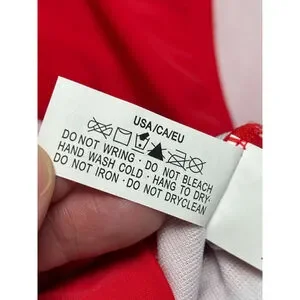 USA/CA/EU
DO NOT WRING · DO NOT BLEACH
HAND WASH COLD · HANG TO DRY·
DO NOT IRON · DO NOT DRYCLEAN